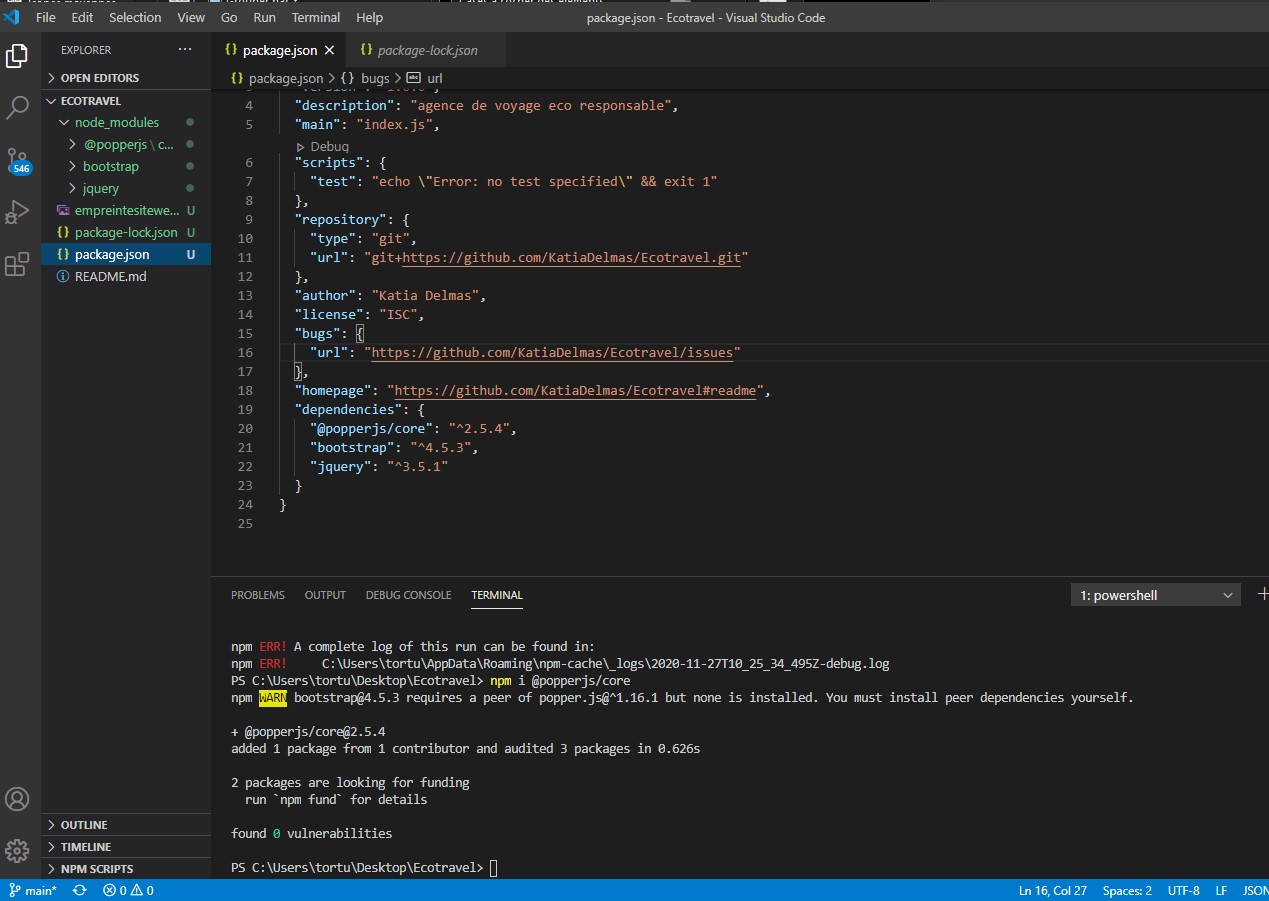 File Edit Selection View Go Run Terminal Help
package.json - Ecotravel - Visual Studio Code
EXPLORER ···
OPEN EDITORS
ECOTRAVEL
node_modules
@popperjs \ c...
bootstrap
jquery
empreintesitewe... U
package-lock.json U
package.json U
README.md
546
OUTLINE
TIMELINE
NPM SCRIPTS
{} package.json × {} package-lock.json
{} package.json > {} bugs > url
4 "description": "agence de voyage eco responsable",
5 "main": "index.js",
Debug
6 "scripts": {
7 "test": "echo \"Error: no test specified\" && exit 1"
8 },
9 "repository": {
10 "type": "git",
11 "url": "git+https://github.com/KatiaDelmas/Ecotravel.git"
12 },
13 "author": "Katia Delmas",
14 "license": "ISC",
15 "bugs": {
16 "url": "https://github.com/KatiaDelmas/Ecotravel/issues"
17 },
18 "homepage": "https://github.com/KatiaDelmas/Ecotravel#readme",
19 "dependencies": {
20 "@popperjs/core": "^2.5.4",
21 "bootstrap": "^4.5.3",
22 "jquery": "^3.5.1"
23 }
24 }
25
PROBLEMS OUTPUT DEBUG CONSOLE TERMINAL 1: powershell
npm ERR! A complete log of this run can be found in:
npm ERR! C:\Users\tortu\AppData\Roaming\npm-cache\_logs\2020-11-27T10_25_34_495Z-debug.log
PS C:\Users\tortu\Desktop\Ecotravel> npm i @popperjs/core
npm WARN bootstrap@4.5.3 requires a peer of popper.js@^1.16.1 but none is installed. You must install peer dependencies yourself.
+ @popperjs/core@2.5.4
added 1 package from 1 contributor and audited 3 packages in 0.626s
2 packages are looking for funding
run `npm fund` for details
found 0 vulnerabilities
PS C:\Users\tortu\Desktop\Ecotravel>
main* 0 0 Ln 16, Col 27 Spaces: 2 UTF-8 LF JSON